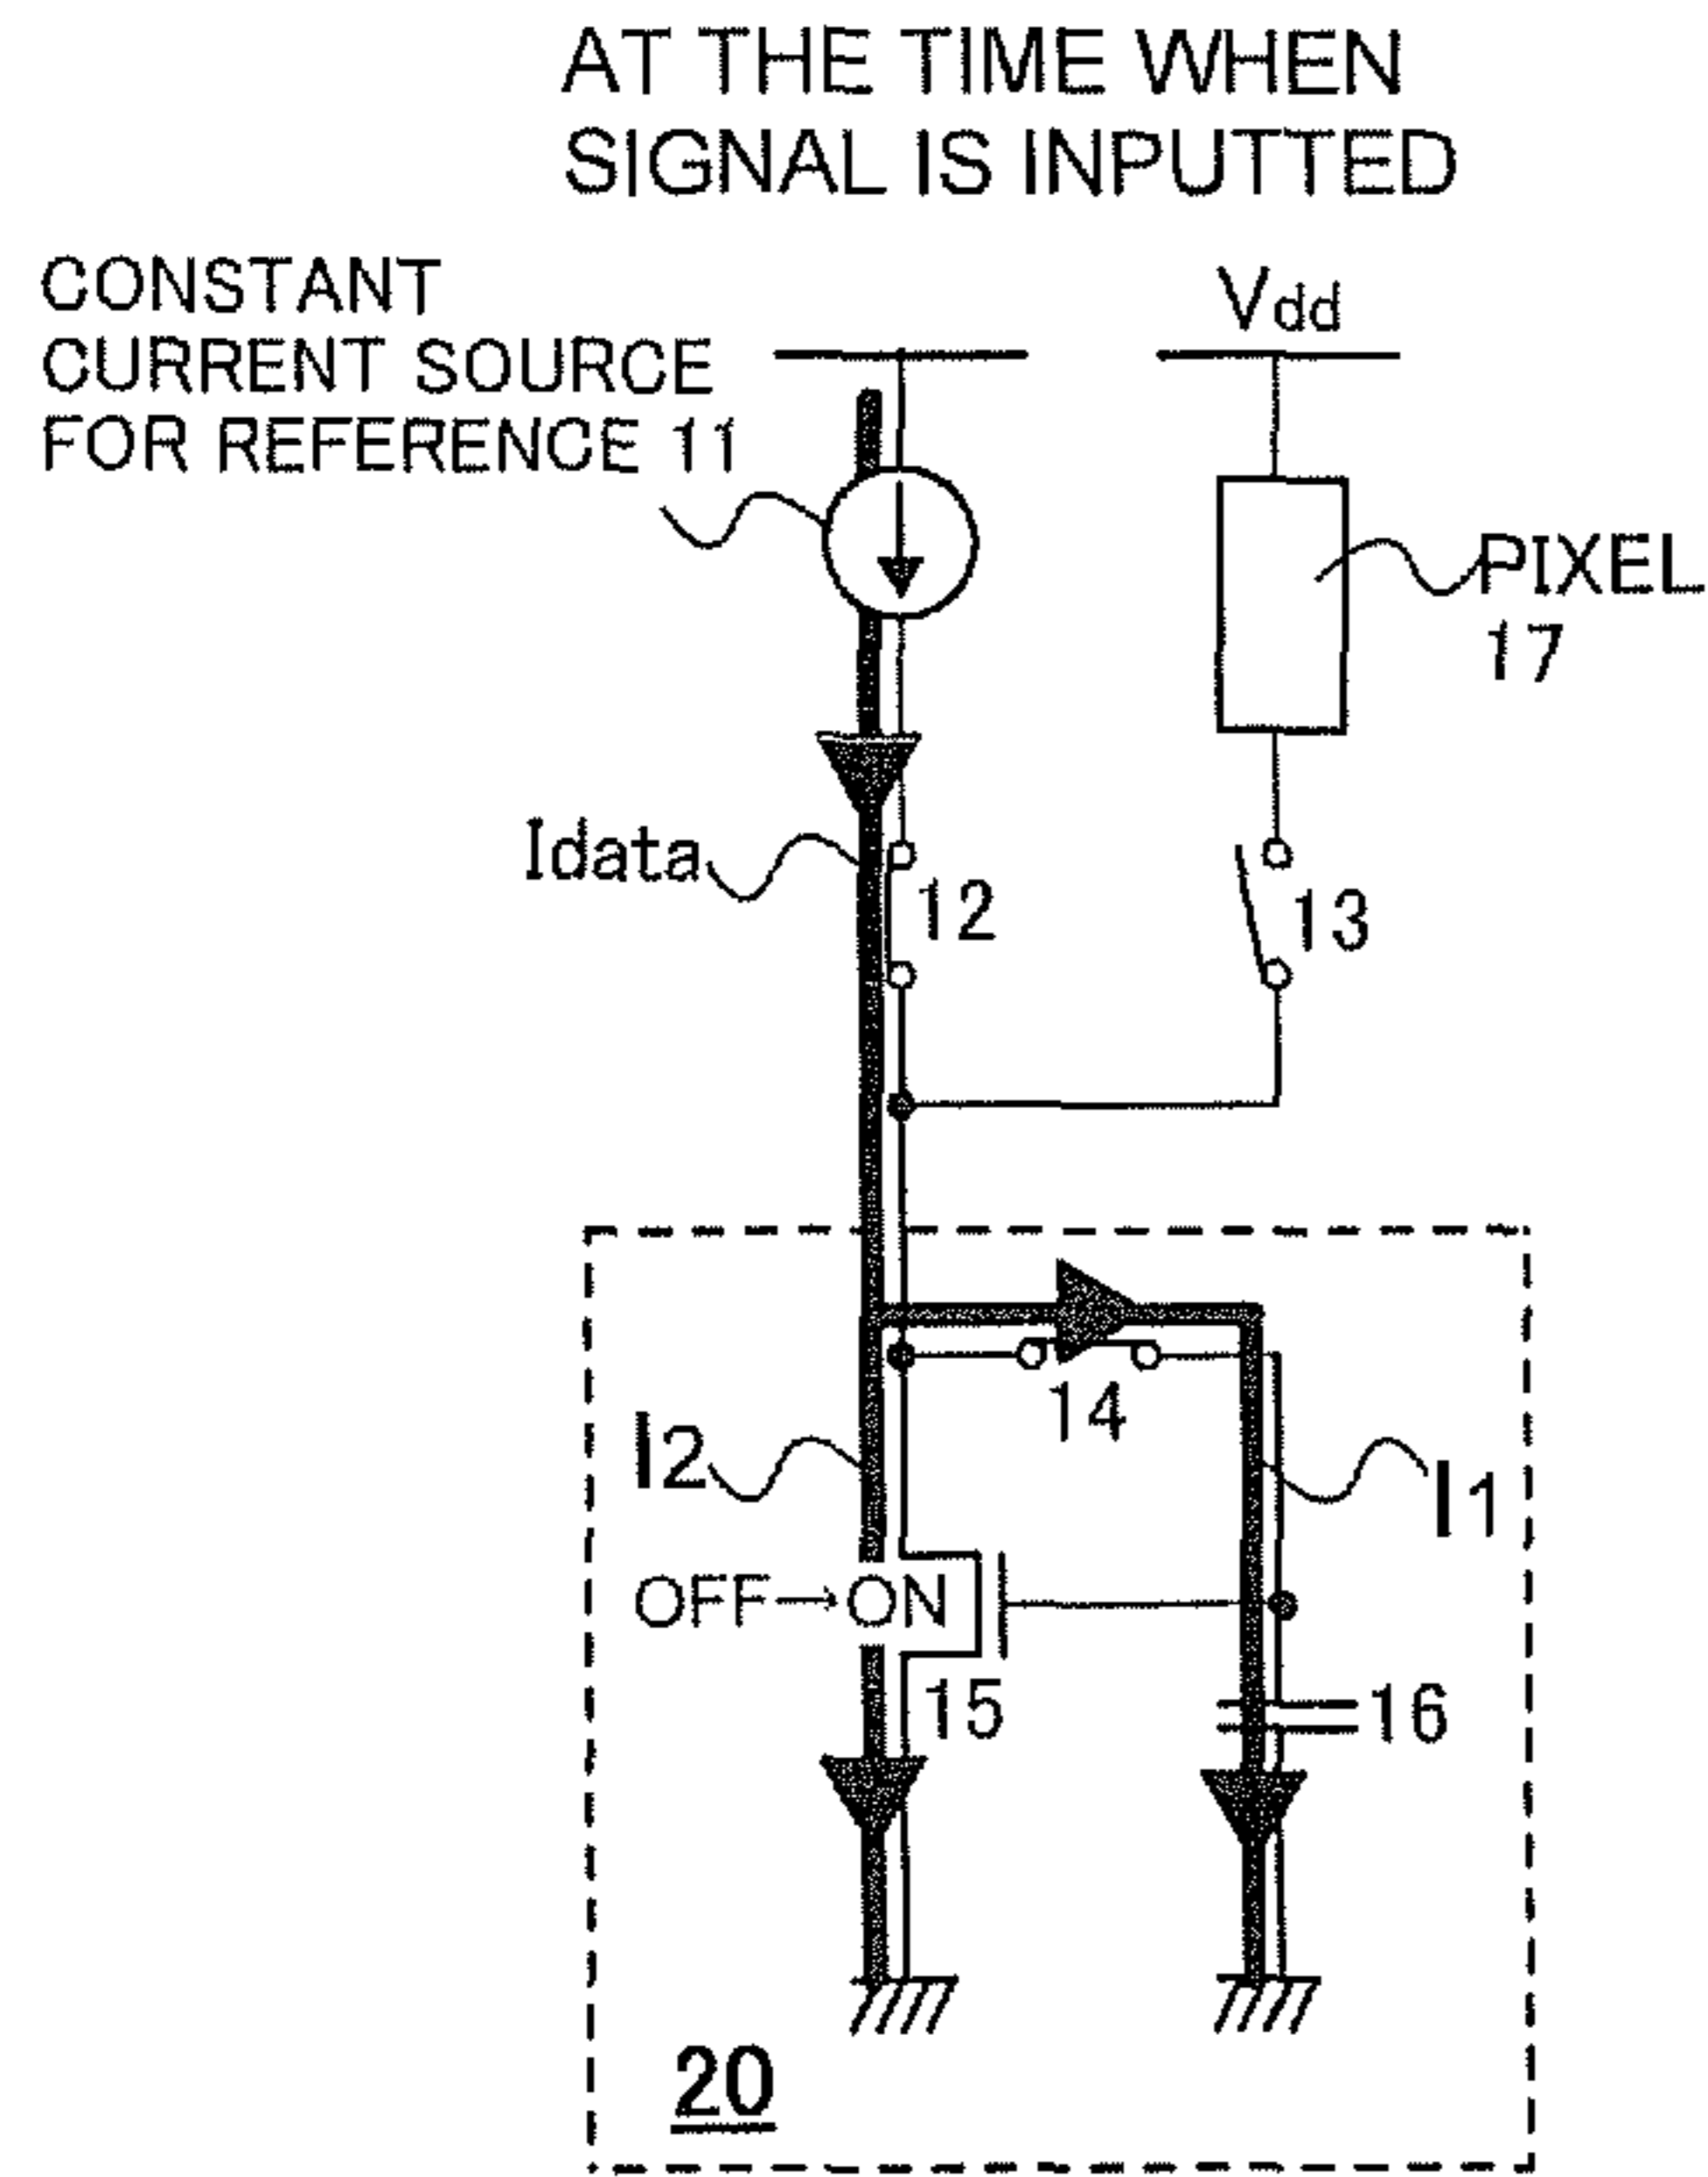 AT THE TIME WHEN
SIGNAL IS INPUTTED
CONSTANT
CURRENT SOURCE
FOR REFERENCE 11
Vdd
PIXEL
17
Idata
12
13
14
I2
I1
OFF→ON
15
16
20